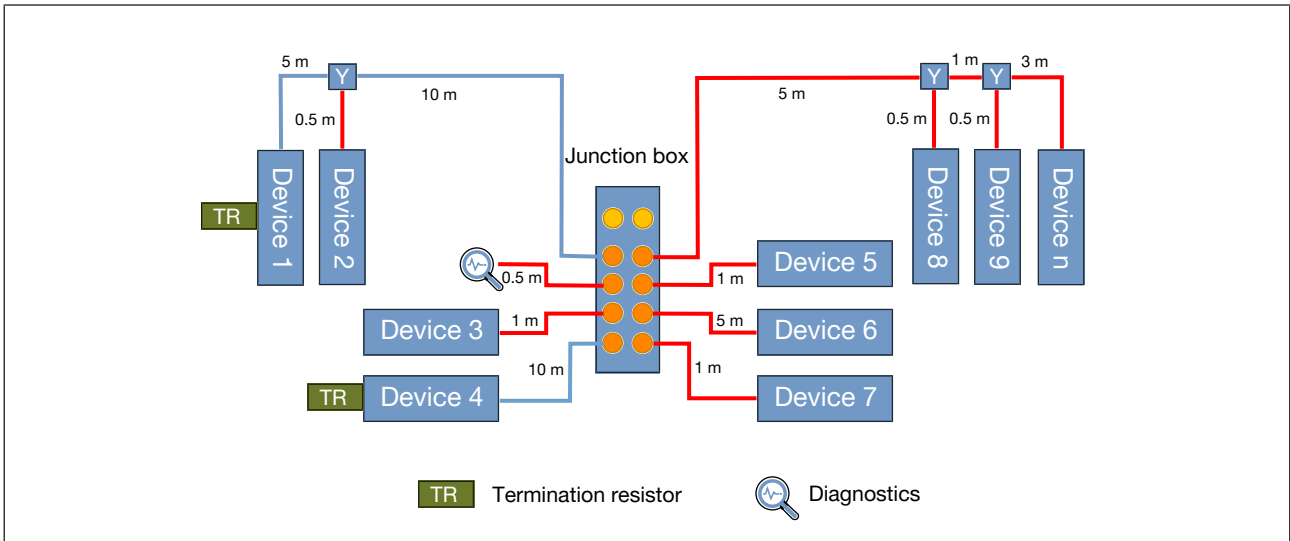 5 m
Y
10 m
0.5 m
Device 1
Device 2
TR
Junction box
5 m
Y
1 m
Y
3 m
0.5 m
0.5 m
Device 8
Device 9
Device n
0.5 m
1 m
Device 5
Device 3
1 m
5 m
Device 6
TR
Device 4
10 m
1 m
Device 7
TR
Termination resistor
Diagnostics